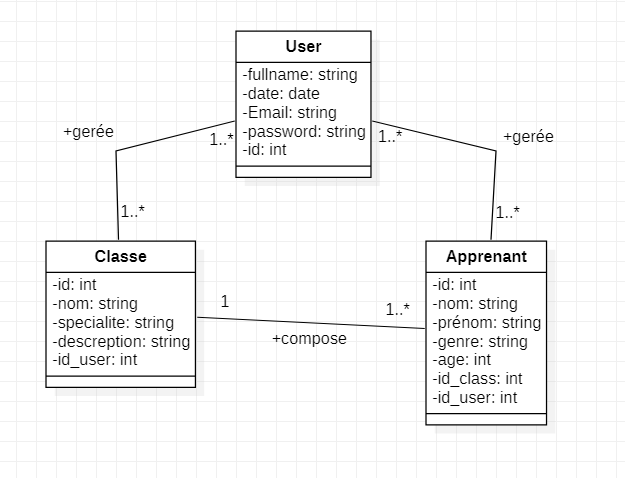 User
-fullname: string
-date: date
-Email: string
-password: string
-id: int
+gerée
1..*
1..*
+gerée
1..*
1..*
Classe
-id: int
-nom: string
-specialite: string
-descreption: string
-id_user: int
1
1..*
+compose
Apprenant
-id: int
-nom: string
-prénom: string
-genre: string
-age: int
-id_class: int
-id_user: int